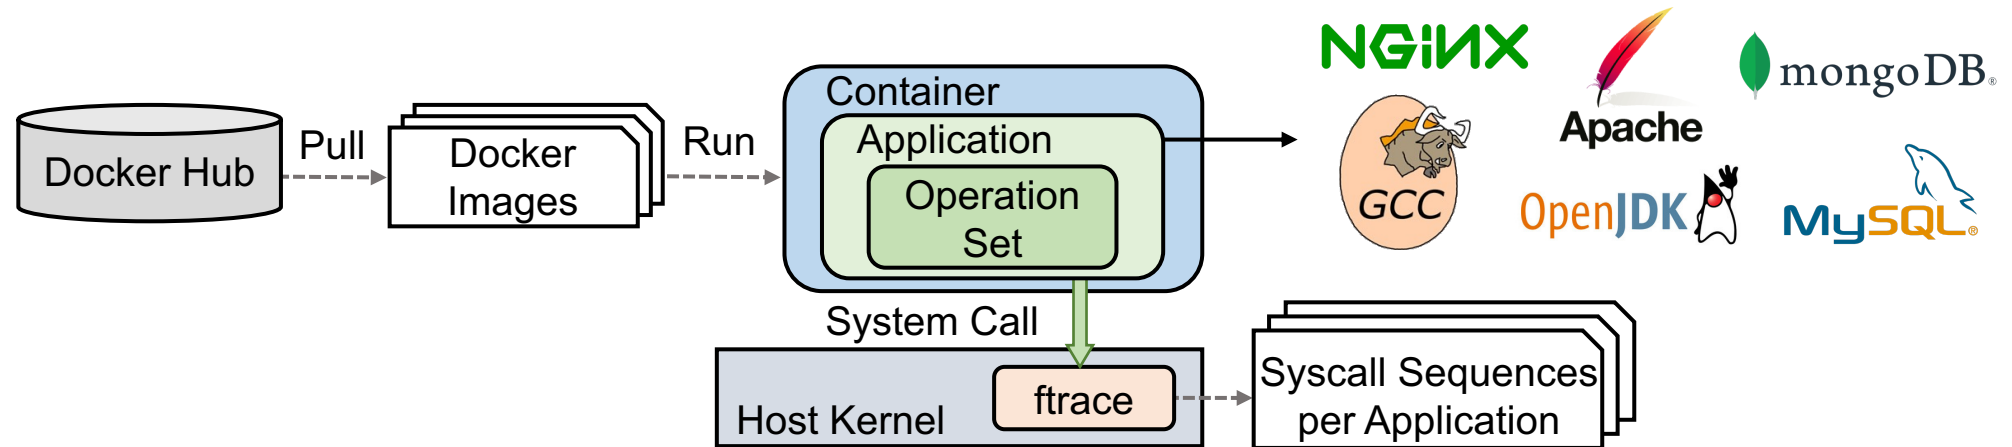 Docker Hub
Pull
Docker
Images
Run
Container
Application
Operation
Set
System Call
Host Kernel
ftrace
Syscall Sequences
per Application
NGINX
Apache
mongoDB®
GCC
OpenJDK
MySQL®